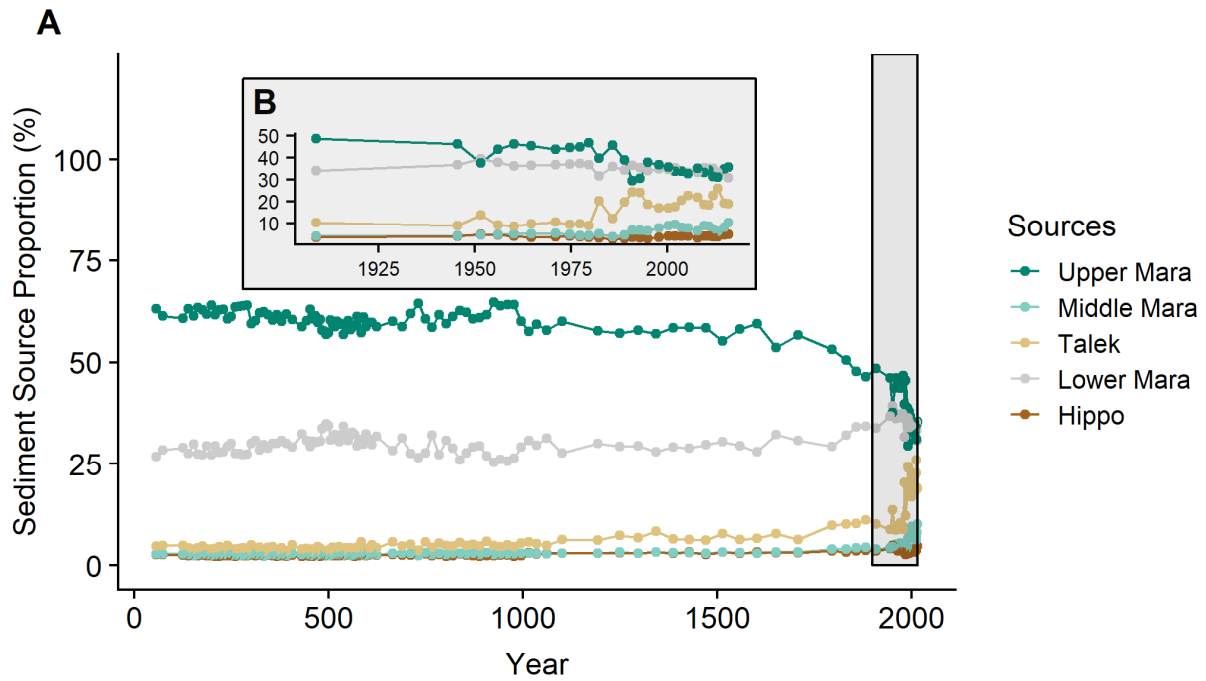 A
B
50
40
30
20
10
1925 1950 1975 2000
Sediment Source Proportion (%)
100
75
50
25
0
0 500 1000 1500 2000
Year
Sources
Upper Mara
Middle Mara
Talek
Lower Mara
Hippo